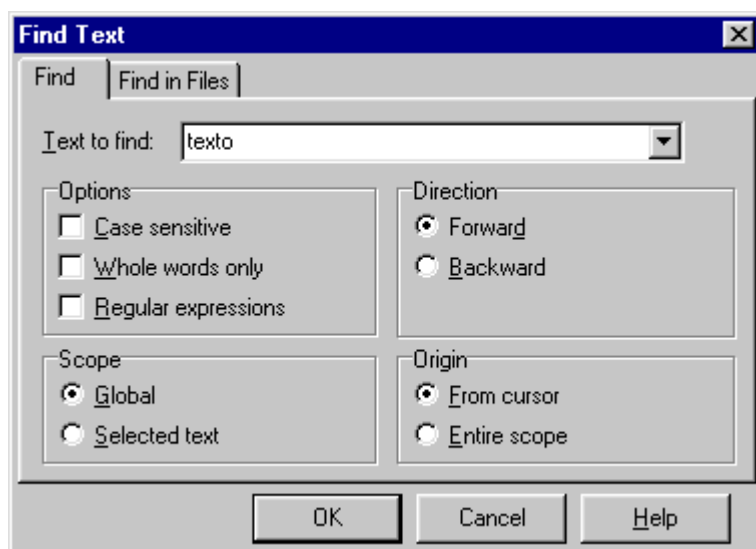 Find Text
Find Find in Files
Text to find: texto
Options
Case sensitive
Whole words only
Regular expressions
Direction
Forward
Backward
Scope
Global
Selected text
Origin
From cursor
Entire scope
OK Cancel Help